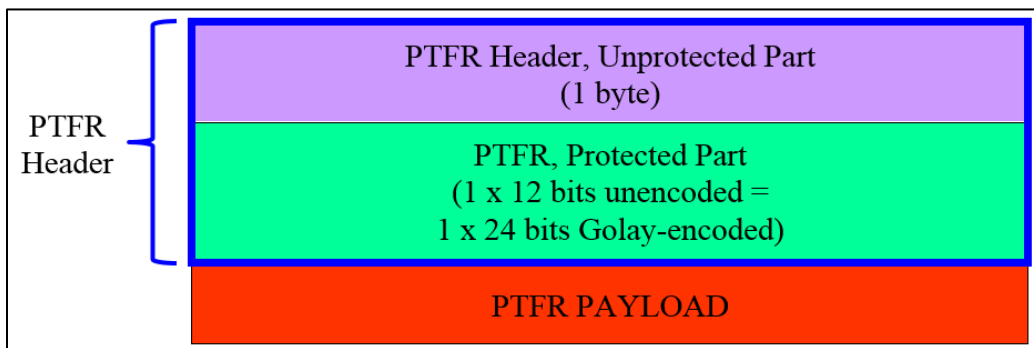 PTFR Header, Unprotected Part
(1 byte)
PTFR
Header
PTFR, Protected Part
(1 x 12 bits unencoded =
1 x 24 bits Golay-encoded)
PTFR PAYLOAD